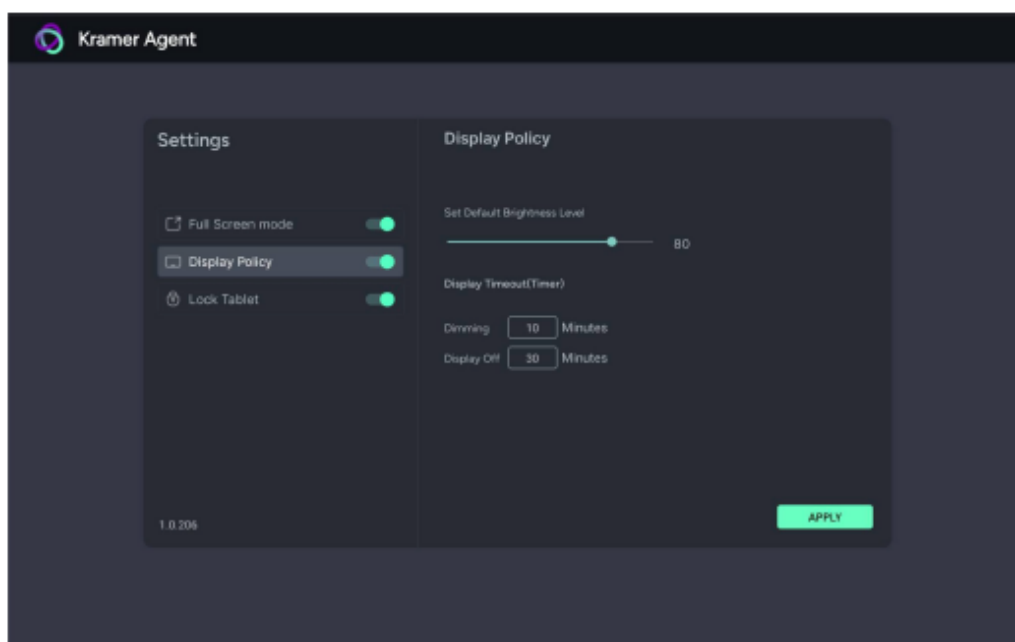 Kramer Agent
Settings
Full Screen mode
Display Policy
Lock Tablet
1.0.206
Display Policy
Set Default Brightness Level
80
Display Timeout(Timer)
Dimming 10 Minutes
Display Off 30 Minutes
APPLY